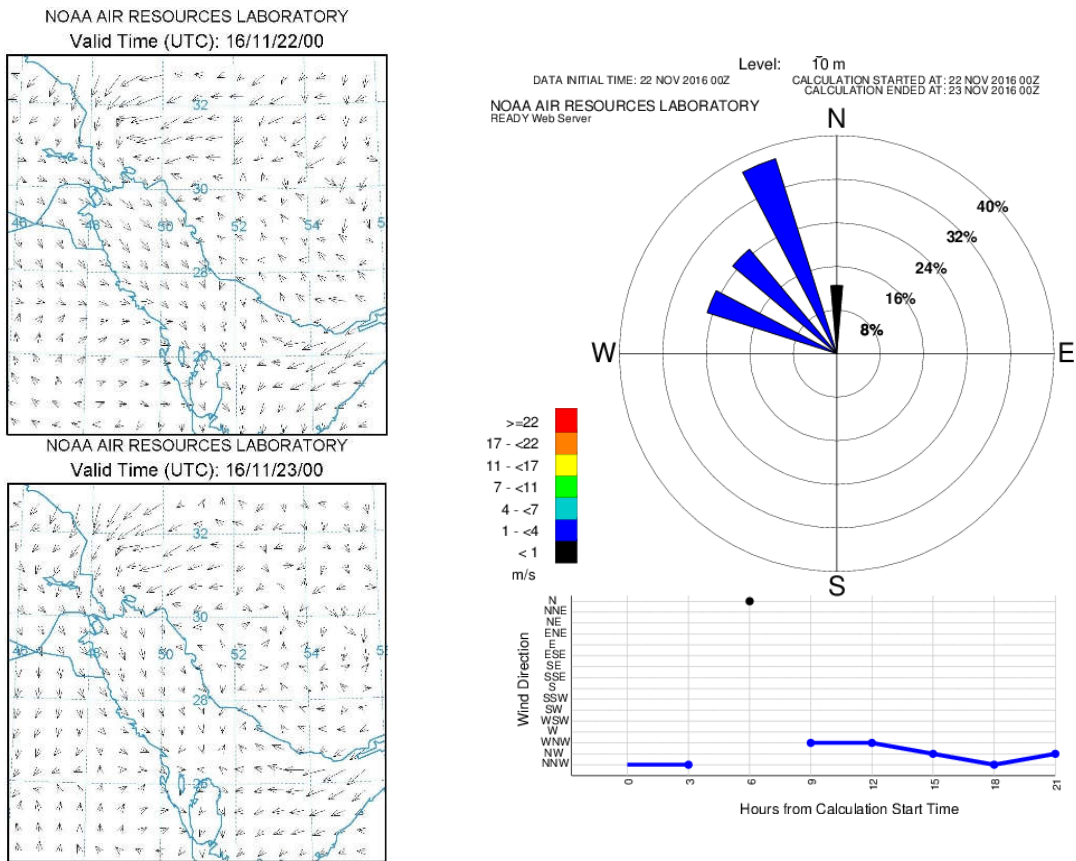 NOAA AIR RESOURCES LABORATORY
Valid Time (UTC): 16/11/22/00
32
30
46
48
50
52
54
28
26
NOAA AIR RESOURCES LABORATORY
Valid Time (UTC): 16/11/23/00
32
30
46
48
50
52
54
28
26
Level: 10 m
DATA INITIAL TIME: 22 NOV 2016 00Z
CALCULATION STARTED AT: 22 NOV 2016 00Z
CALCULATION ENDED AT: 23 NOV 2016 00Z
NOAA AIR RESOURCES LABORATORY
READY Web Server
N
40%
32%
24%
16%
8%
W
E
S
>=22
17 - <22
11 - <17
7 - <11
4 - <7
1 - <4
< 1
m/s
Wind Direction
N
NNE
NE
ENE
E
ESE
SE
SSE
S
SSW
SW
WSW
W
WNW
NW
NNW
0 3 6 9 12 15 18 21
Hours from Calculation Start Time